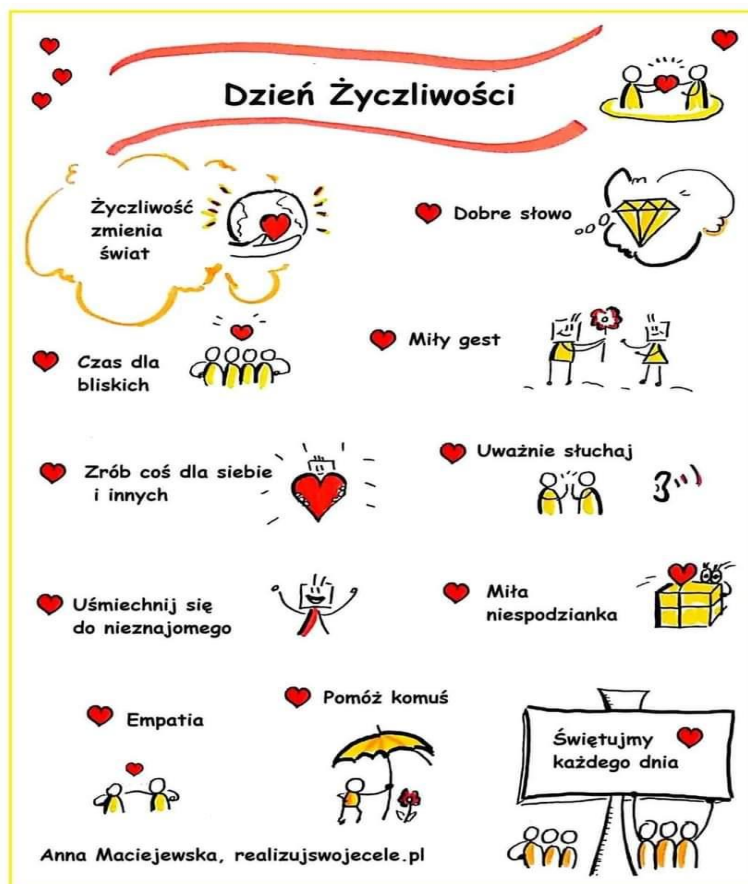 Dzień Życzliwości
Życzliwość
zmienia
świat
Dobre słowo
Czas dla
bliskich
Miły gest
Zrób coś dla siebie
i innych
Uważnie słuchaj
Uśmiechnij się
do nieznajomego
Miła
niespodzianka
Empatia
Pomóż komuś
Świętujmy
każdego dnia
Anna Maciejewska, realizujswojecele.pl